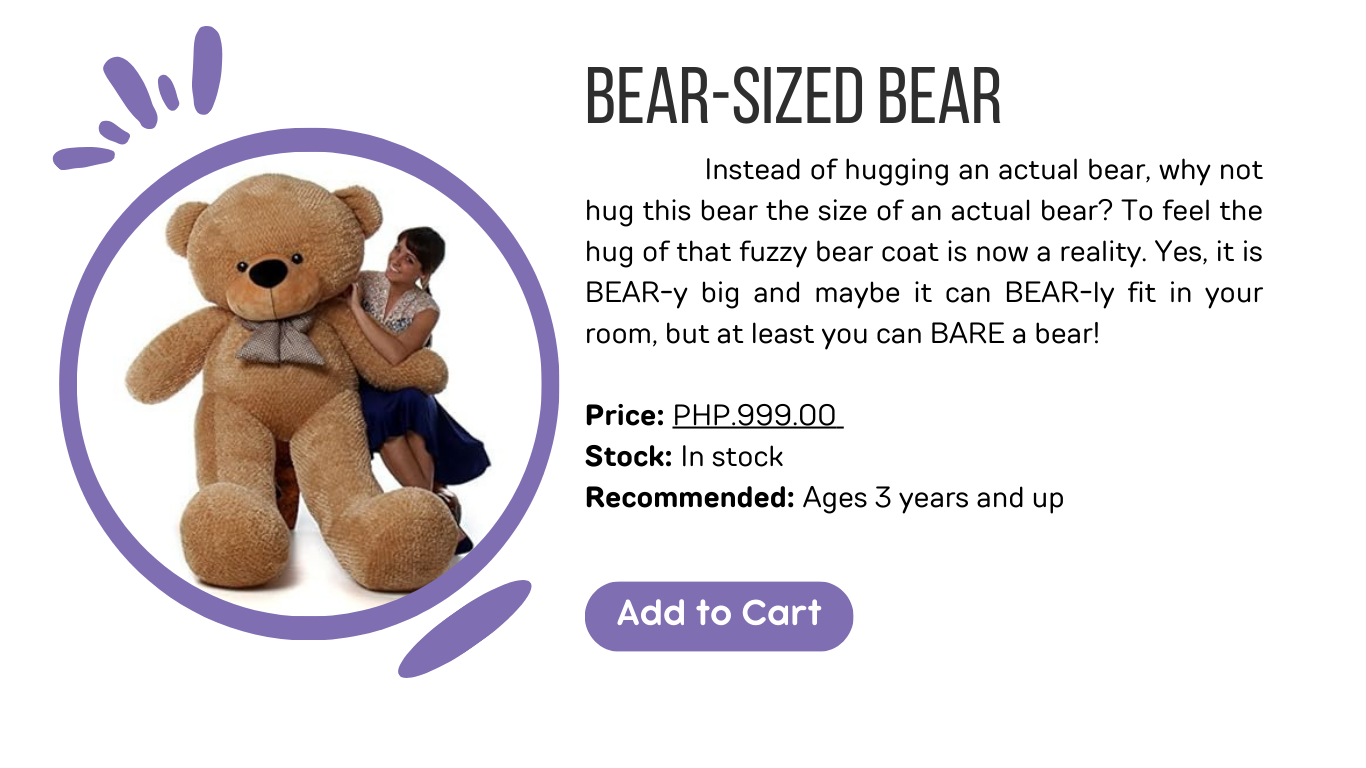 BEAR-SIZED BEAR
Instead of hugging an actual bear, why not
hug this bear the size of an actual bear? To feel the
hug of that fuzzy bear coat is now a reality. Yes, it is
BEAR-y big and maybe it can BEAR-ly fit in your
room, but at least you can BARE a bear!
Price: PHP.999.00
Stock: In stock
Recommended: Ages 3 years and up
Add to Cart